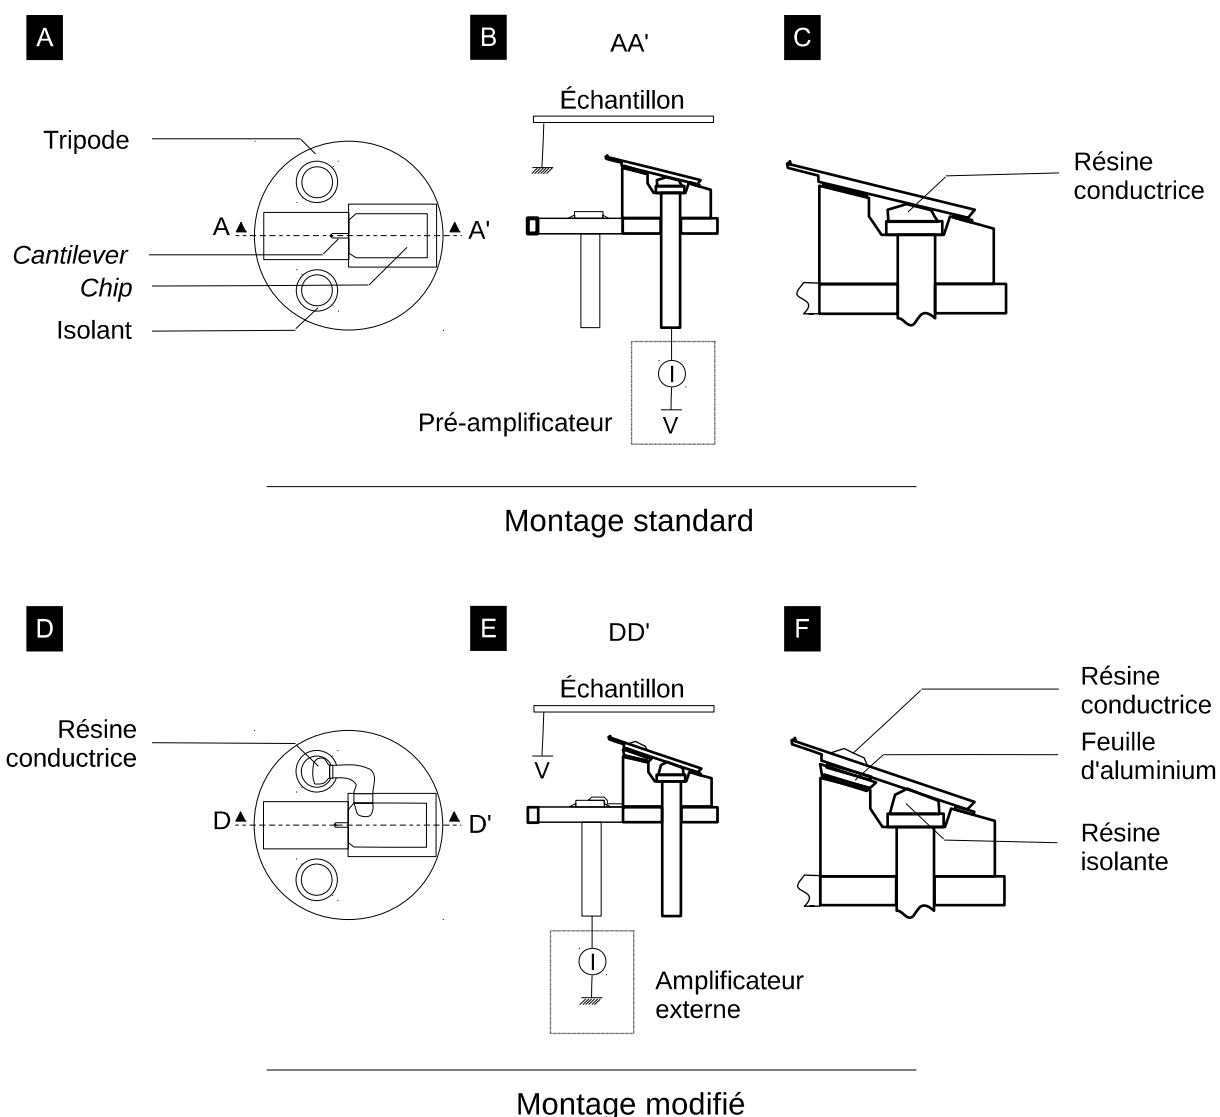 A
B
AA'
C
Échantillon
Tripode
Résine
conductrice
A
A'
Cantilever
Chip
Isolant
I
Pré-amplificateur
V
Montage standard
D
E
DD'
F
Échantillon
Résine
conductrice
Résine
conductrice
Feuille
d'aluminium
V
D
D'
Résine
isolante
I
Amplificateur
externe
Montage modifié